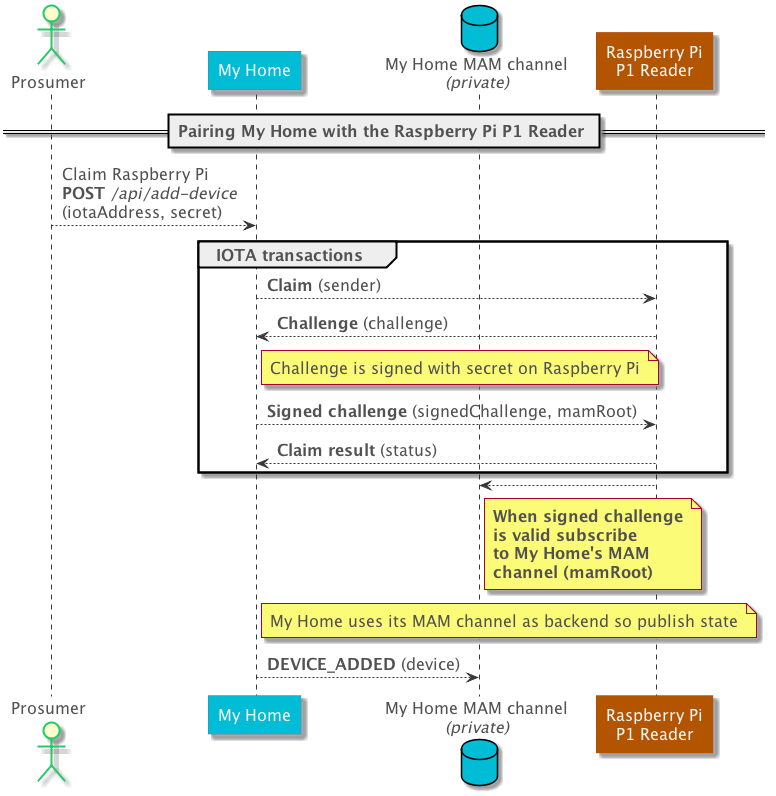 Prosumer
My Home
My Home MAM channel
(private)
Raspberry Pi
P1 Reader
Pairing My Home with the Raspberry Pi P1 Reader
Claim Raspberry Pi
POST /api/add-device
(iotaAddress, secret)
IOTA transactions
Claim (sender)
Challenge (challenge)
Challenge is signed with secret on Raspberry Pi
Signed challenge (signedChallenge, mamRoot)
Claim result (status)
When signed challenge
is valid subscribe
to My Home's MAM
channel (mamRoot)
My Home uses its MAM channel as backend so publish state
DEVICE_ADDED (device)
Prosumer
My Home
My Home MAM channel
(private)
Raspberry Pi
P1 Reader